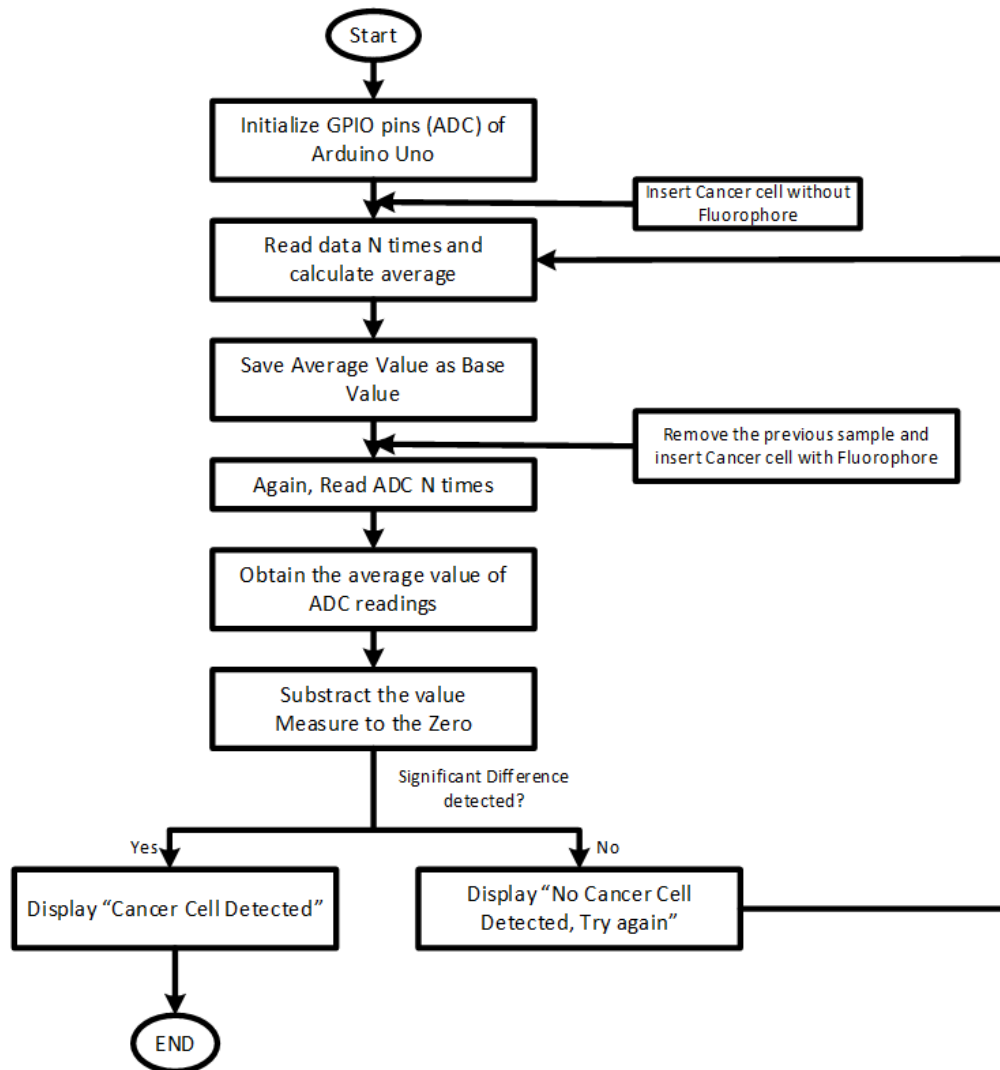 Start
Initialize GPIO pins (ADC) of
Arduino Uno
Insert Cancer cell without
Fluorophore
Read data N times and
calculate average
Save Average Value as Base
Value
Remove the previous sample and
insert Cancer cell with Fluorophore
Again, Read ADC N times
Obtain the average value of
ADC readings
Substract the value
Measure to the Zero
Significant Difference
detected?
Yes
No
Display “Cancer Cell Detected”
Display “No Cancer Cell
Detected, Try again”
END